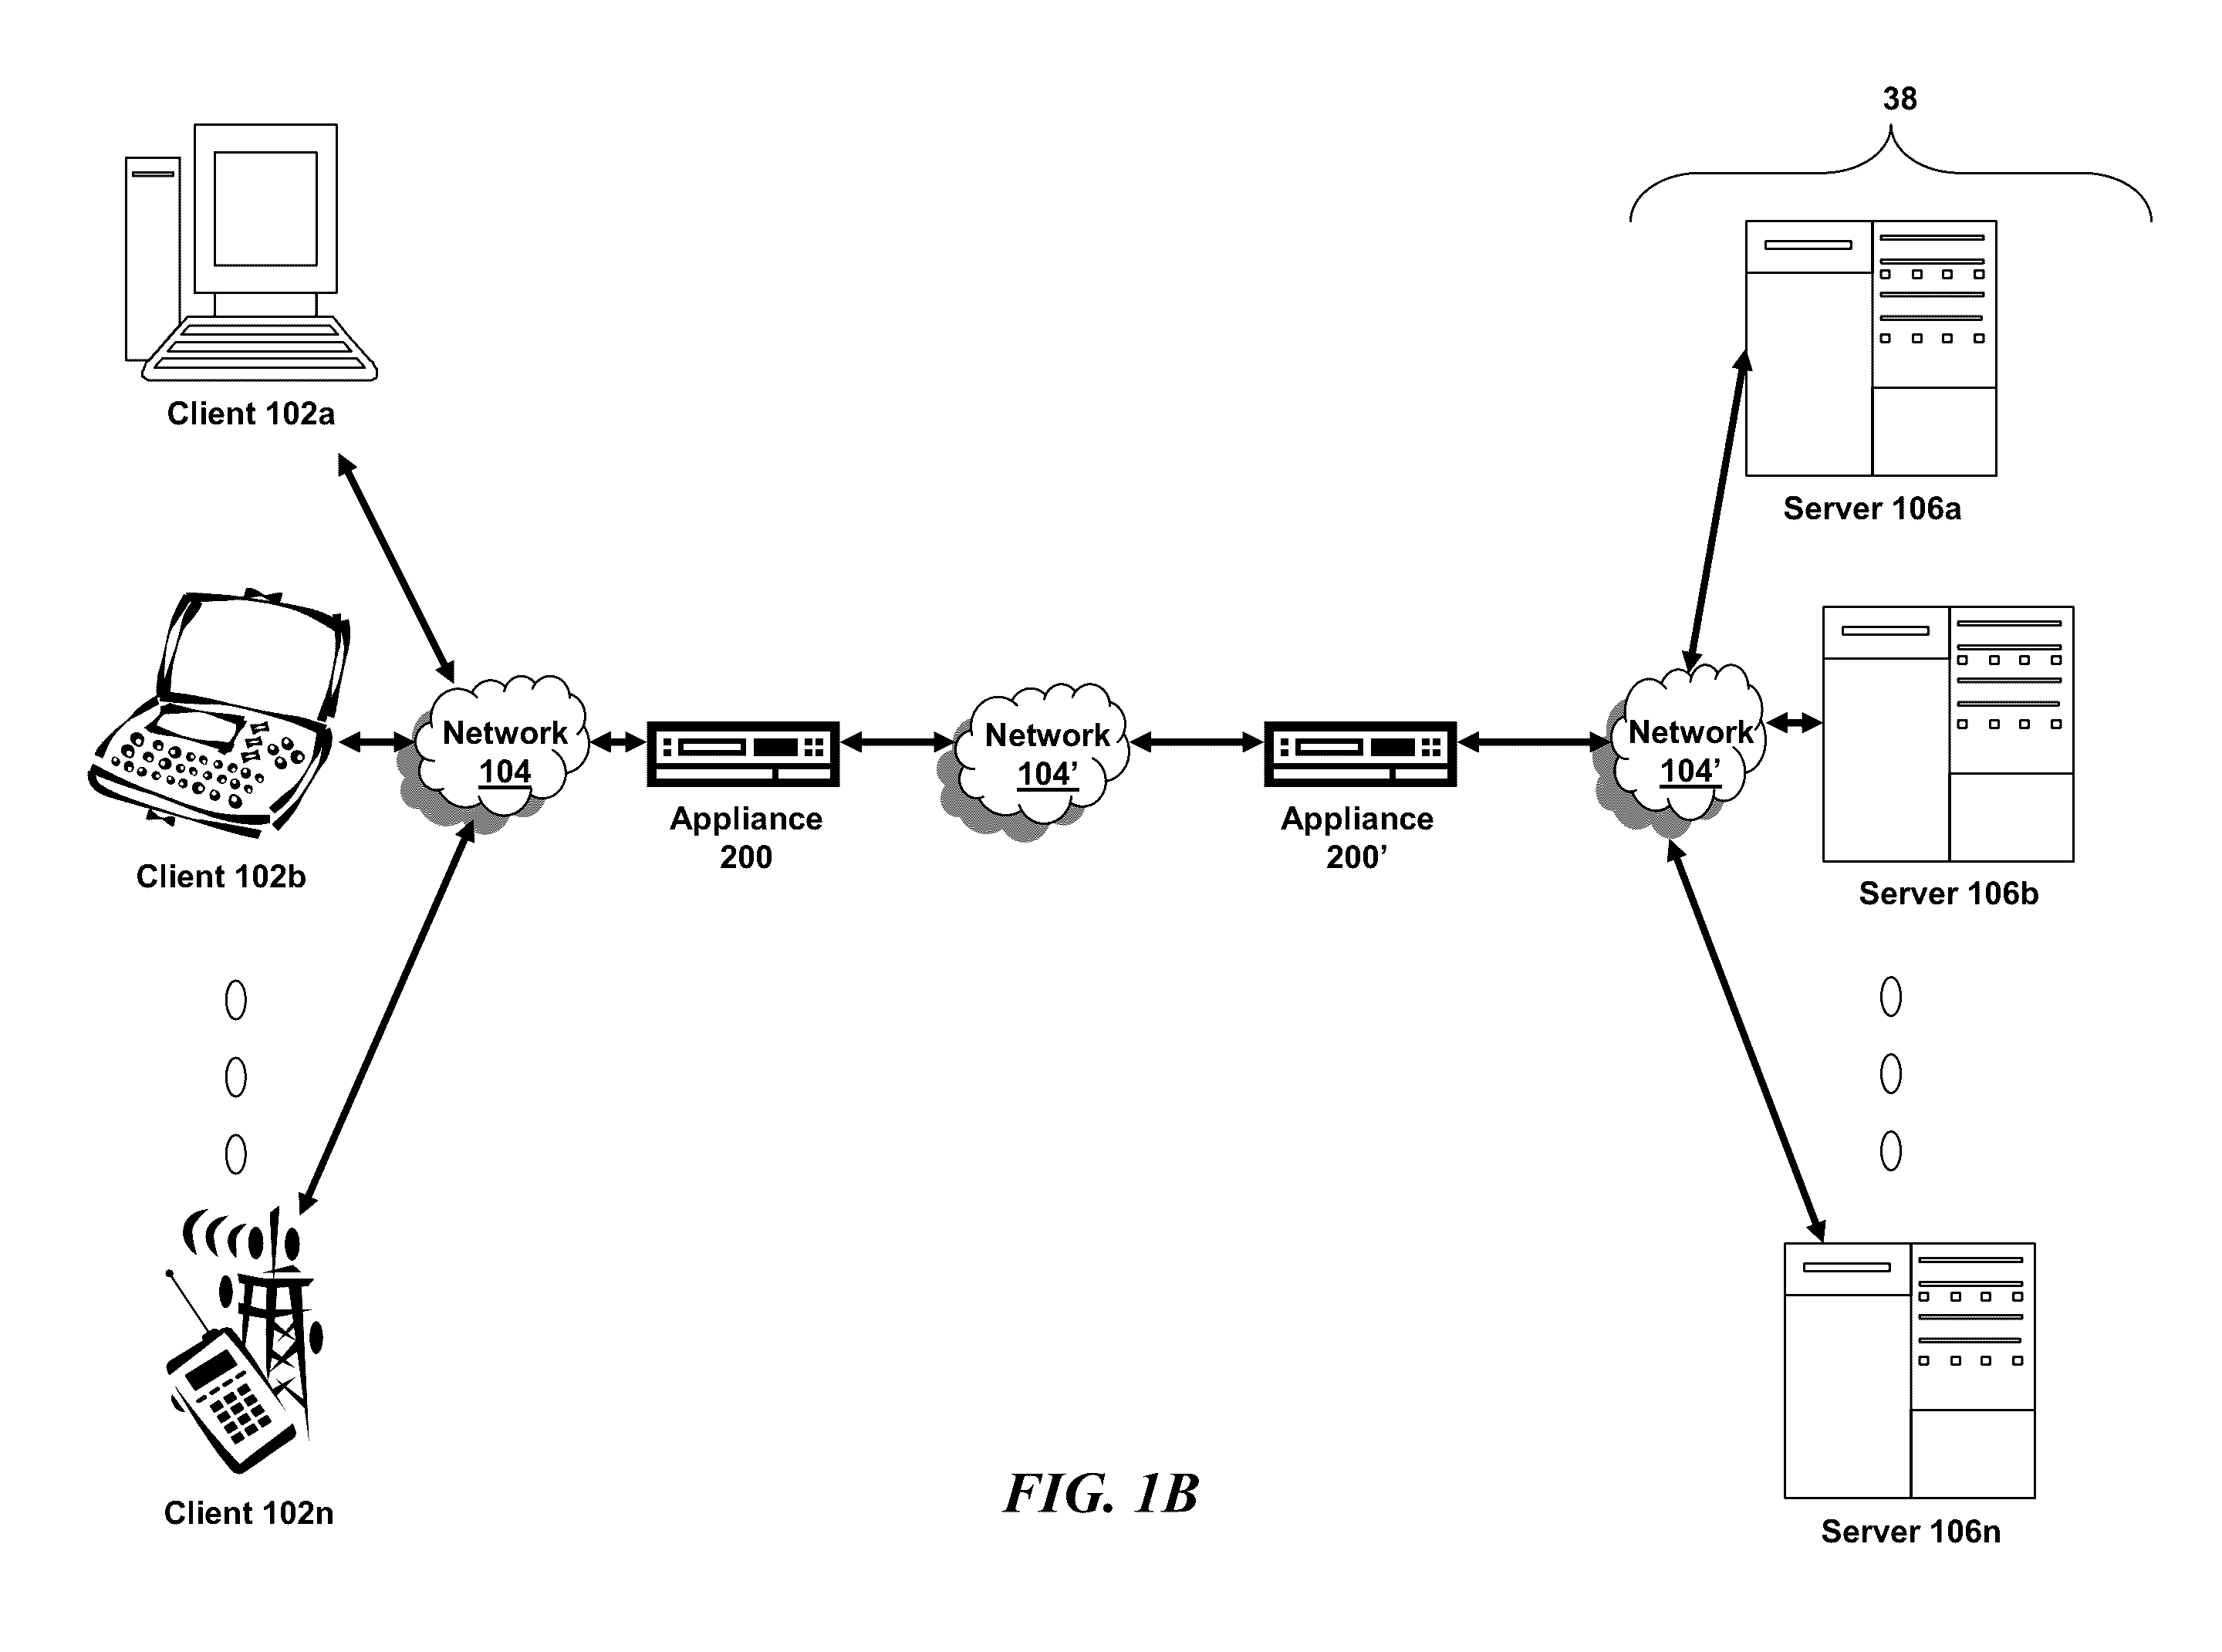 38
Client 102a
Server 106a
Network
104
Appliance
200
Network
104’
Appliance
200’
Network
104’
Client 102b
Server 106b
Client 102n
Server 106n
FIG. 1B